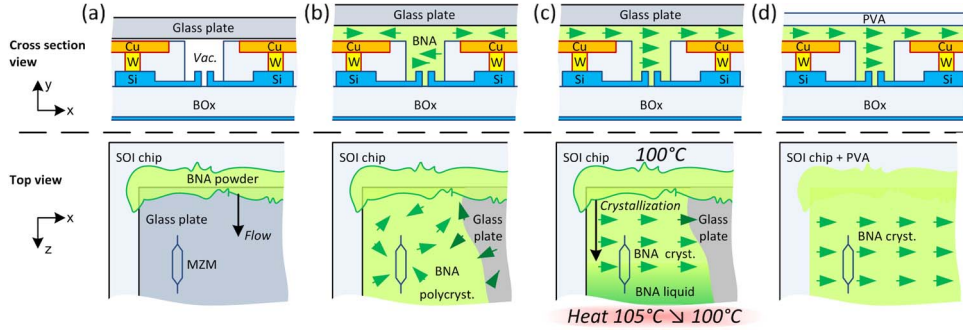 (a)
(b)
(c)
(d)
Cross section
view
y
x
Glass plate
Vac.
Cu
Cu
W
W
Si
Si
BOx
Glass plate
BNA
Cu
Cu
W
W
Si
Si
BOx
Glass plate
Cu
Cu
W
W
Si
Si
BOx
PVA
Cu
Cu
W
W
Si
Si
BOx
Top view
x
z
SOI chip
BNA powder
Glass plate
Flow
MZM
SOI chip
Glass
plate
BNA
polycryst.
SOI chip
100°C
Crystallization
Glass
plate
BNA cryst.
BNA liquid
Heat 105°C ↘ 100°C
SOI chip + PVA
BNA cryst.